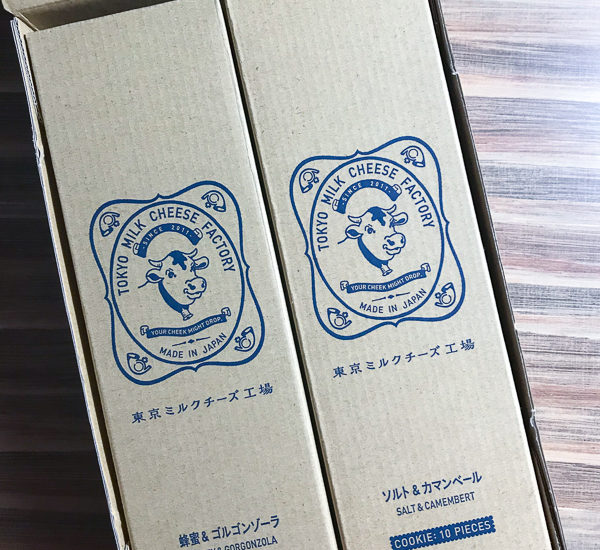 TOKYO MILK CHEESE FACTORY
-SINCE 2011-
YOUR CHEEK MIGHT DROP.
MADE IN JAPAN
東京ミルクチーズ工場
蜂蜜&ゴルゴンゾーラ
& GORGONZOLA
TOKYO MILK CHEESE FACTORY
-SINCE 2011-
YOUR CHEEK MIGHT DROP.
MADE IN JAPAN
東京ミルクチーズ工場
ソルト&カマンベール
SALT & CAMEMBERT
COOKIE: 10 PIECES